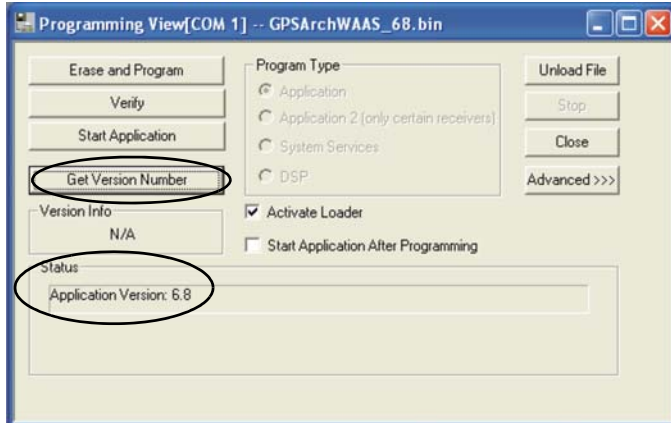 Programming View[COM 1] -- GPSArchWAAS_68.bin
Erase and Program
Verify
Start Application
Get Version Number
Version Info
N/A
Program Type
Application
Application 2 (only certain receivers)
System Services
DSP
Activate Loader
Start Application After Programming
Unload File
Stop
Close
Advanced >>>
Status
Application Version: 6.8